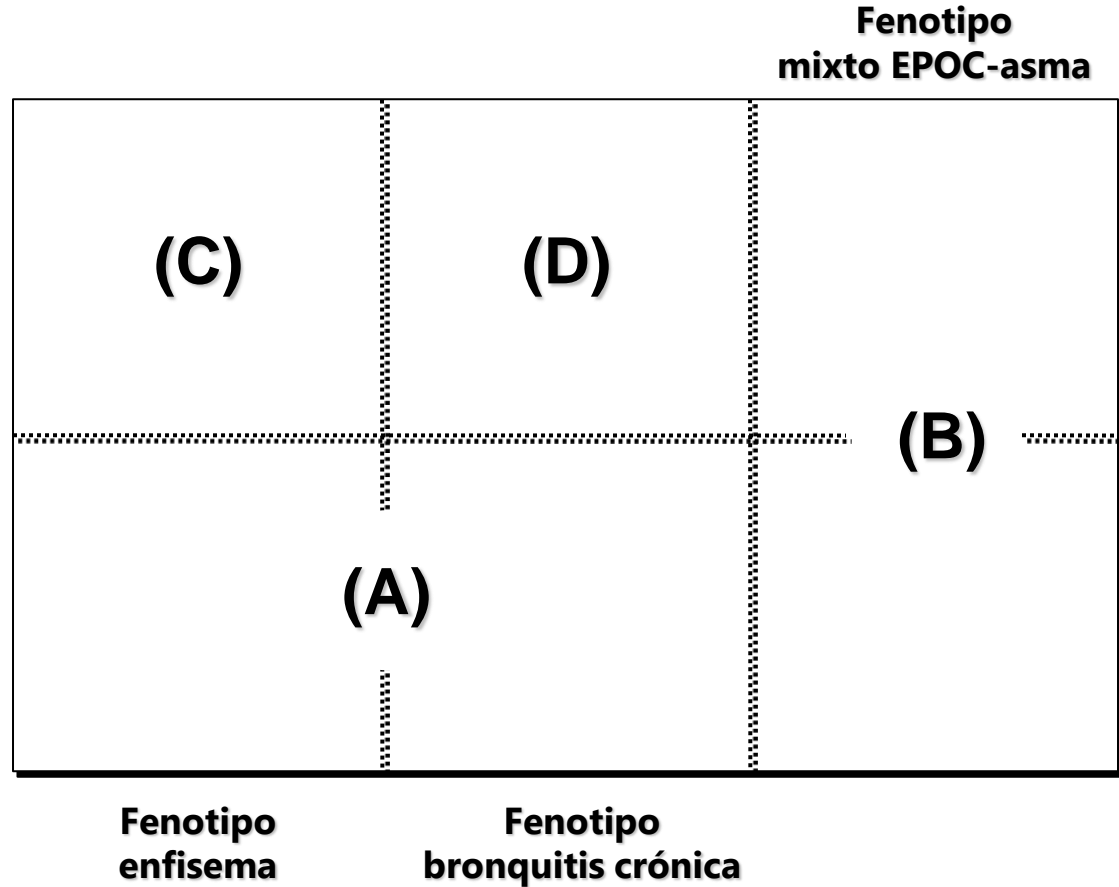 Fenotipo
mixto EPOC-asma
(C)
(D)
(B)
(A)
Fenotipo
enfisema
Fenotipo
bronquitis crónica